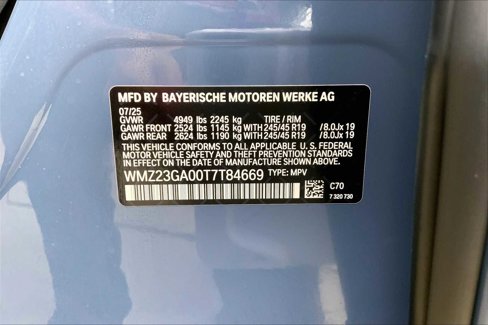 MFD BY BAYERISCHE MOTOREN WERKE AG
07/25
GVWR 4949 lbs 2245 kg TIRE / RIM
GAWR FRONT 2524 lbs 1145 kg 245/45 R19 /8.0Jx 19
GAWR REAR 2624 lbs 1190 kg 245/45 R19 /8.0Jx 19
THIS VEHICLE CONFORMS TO ALL APPLICABLE U.S. FEDERAL
MOTOR VEHICLE SAFETY, BUMPER, AND THEFT PREVENTION
STANDARDS IN EFFECT ON THE DATE OF MANUFACTURE SHOWN ABOVE.
WMZ23GA00T7T84669 TYPE: MPV
C70
7 320 730